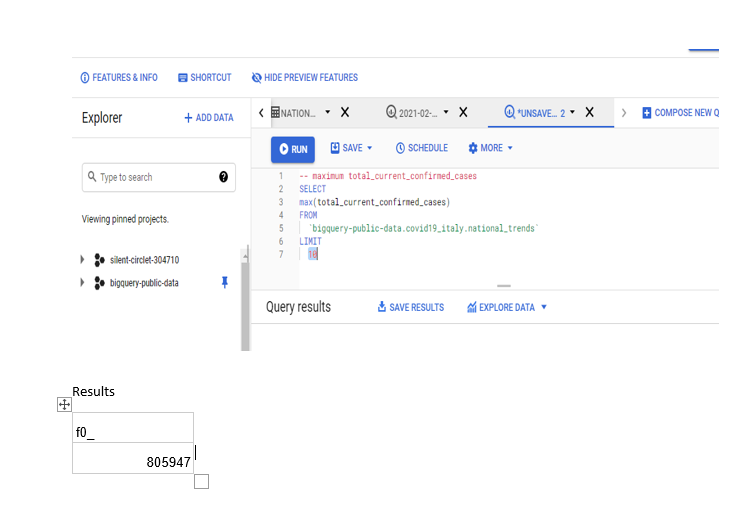 FEATURES & INFO SHORTCUT HIDE PREVIEW FEATURES
Explorer + ADD DATA
NATION... 2021-02-... *UNSAVE... 2 COMPOSE NEW Q
RUN SAVE SCHEDULE MORE
Type to search
Viewing pinned projects.
silent-circlet-304710
bigquery-public-data
1 -- maximum total_current_confirmed_cases
2 SELECT
3 max(total_current_confirmed_cases)
4 FROM
5 `bigquery-public-data.covid19_italy.national_trends`
6 LIMIT
7 10
Query results SAVE RESULTS EXPLORE DATA
Results
f0_
805947